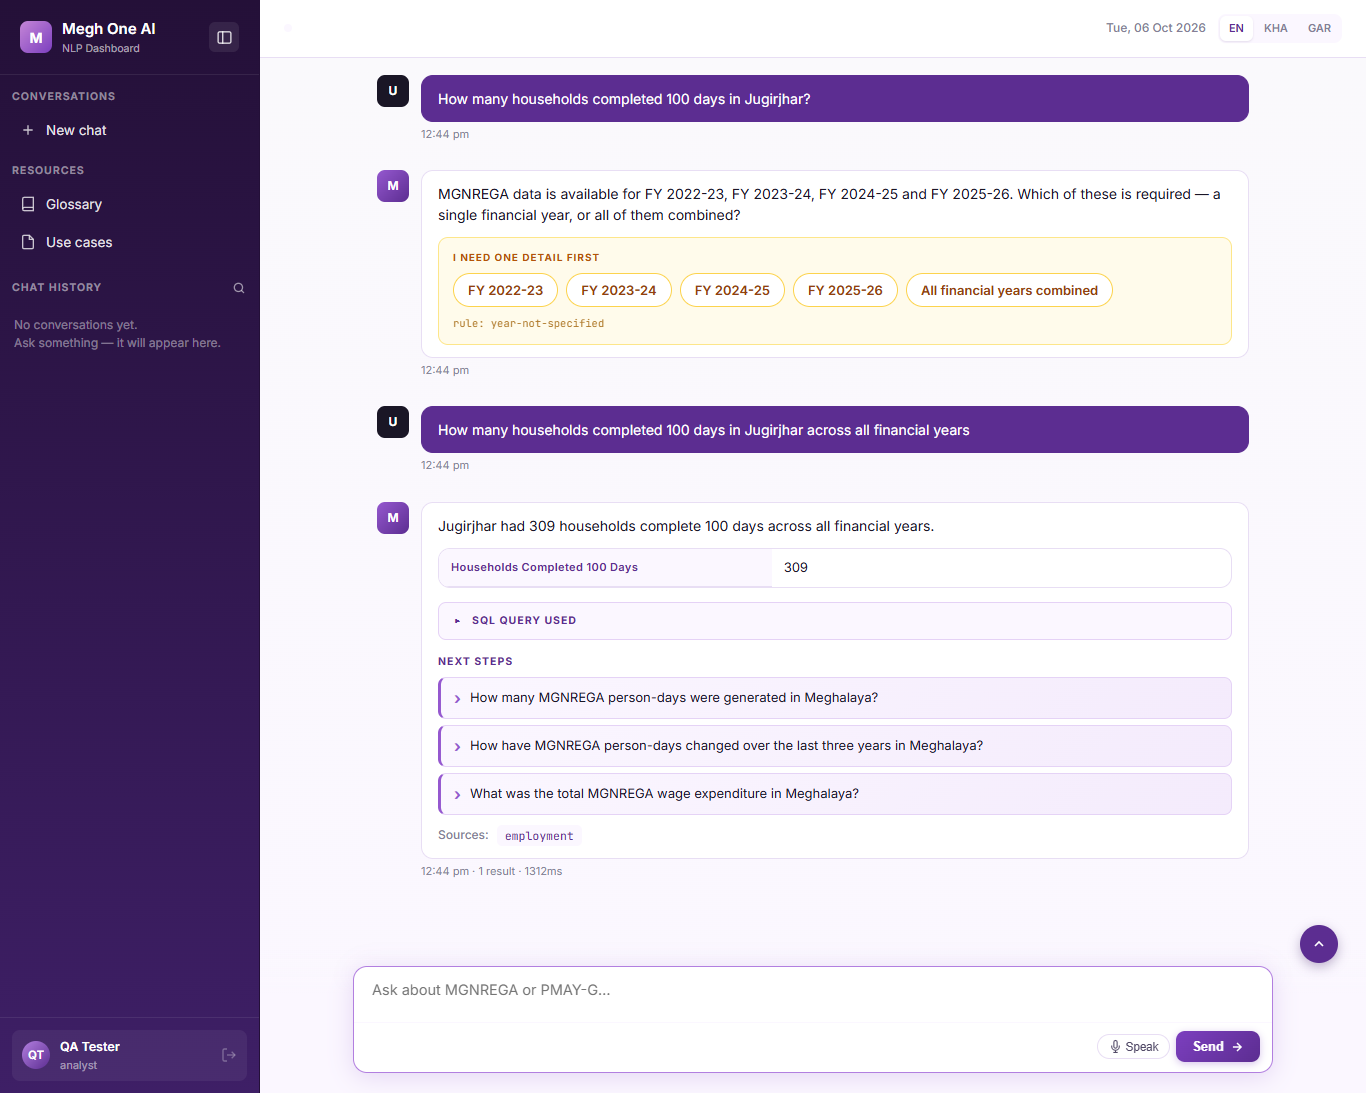 M
Megh One AI
NLP Dashboard
CONVERSATIONS
New chat
RESOURCES
Glossary
Use cases
CHAT HISTORY
No conversations yet.
Ask something — it will appear here.
QT
QA Tester
analyst
Tue, 06 Oct 2026
EN KHA GAR
U
How many households completed 100 days in Jugirjhar?
12:44 pm
M
MGNREGA data is available for FY 2022-23, FY 2023-24, FY 2024-25 and FY 2025-26. Which of these is required — a
single financial year, or all of them combined?
I NEED ONE DETAIL FIRST
FY 2022-23 FY 2023-24 FY 2024-25 FY 2025-26 All financial years combined
rule: year-not-specified
12:44 pm
U
How many households completed 100 days in Jugirjhar across all financial years
12:44 pm
M
Jugirjhar had 309 households complete 100 days across all financial years.
Households Completed 100 Days 309
SQL QUERY USED
NEXT STEPS
How many MGNREGA person-days were generated in Meghalaya?
How have MGNREGA person-days changed over the last three years in Meghalaya?
What was the total MGNREGA wage expenditure in Meghalaya?
Sources: employment
12:44 pm · 1 result · 1312ms
Ask about MGNREGA or PMAY-G...
Speak Send →